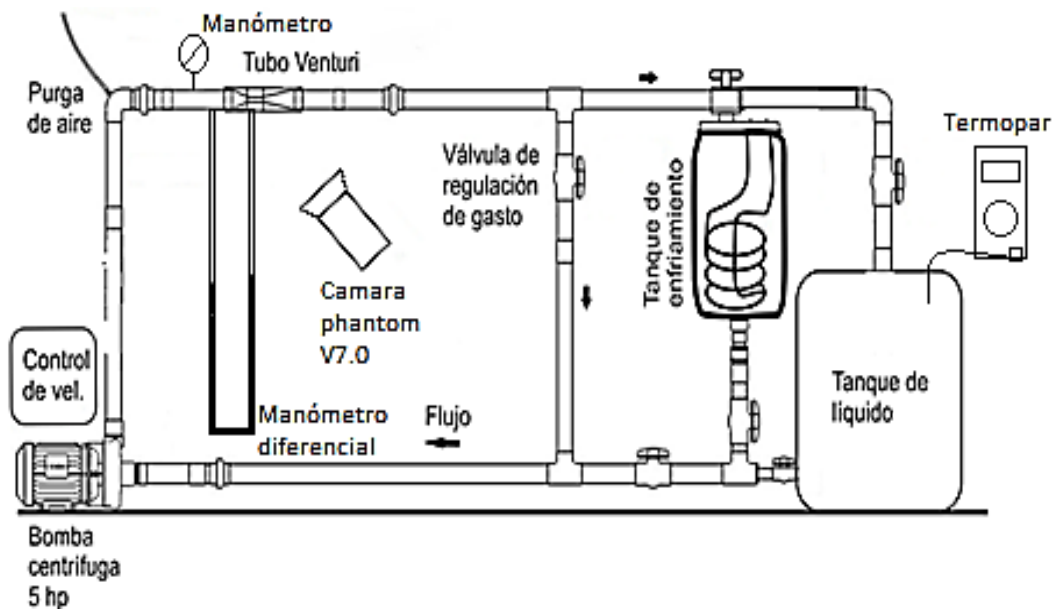 Manómetro
Tubo Venturi
Purga
de aire
Termopar
Válvula de
regulación
de gasto
Tanque de
enfriamiento
Camara
phantom
V7.0
Control
de vel.
Tanque de
líquido
Manómetro
diferencial
Flujo
Bomba
centrifuga
5 hp